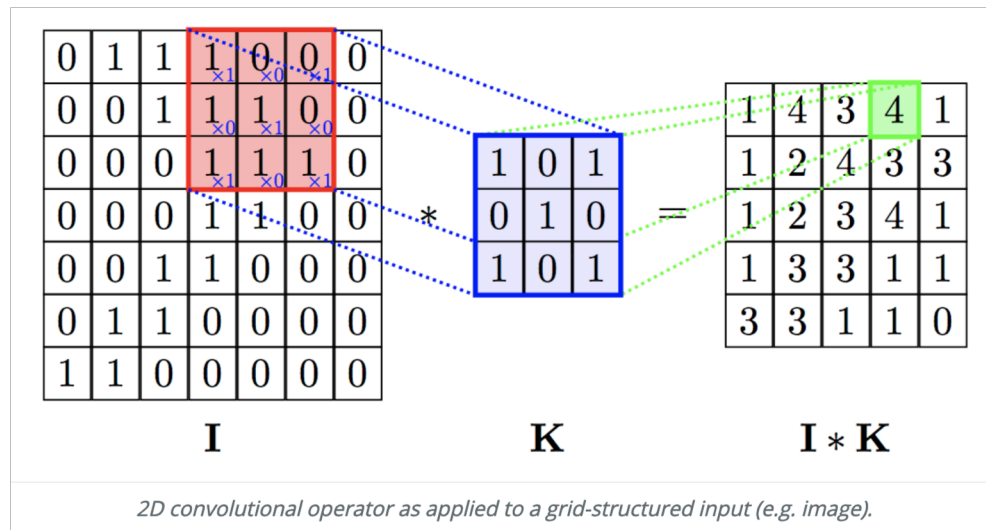 0 1 1 1×1 0×0 0×1 0
0 0 1 1×0 1×1 0×0 0
0 0 0 1×1 1×0 1×1 0
0 0 0 1 1 0 0
0 0 1 1 0 0 0
0 1 1 0 0 0 0
1 1 0 0 0 0 0
I
*
1 0 1
0 1 0
1 0 1
K
=
1 4 3 4 1
1 2 4 3 3
1 2 3 4 1
1 3 3 1 1
3 3 1 1 0
I * K
2D convolutional operator as applied to a grid-structured input (e.g. image).